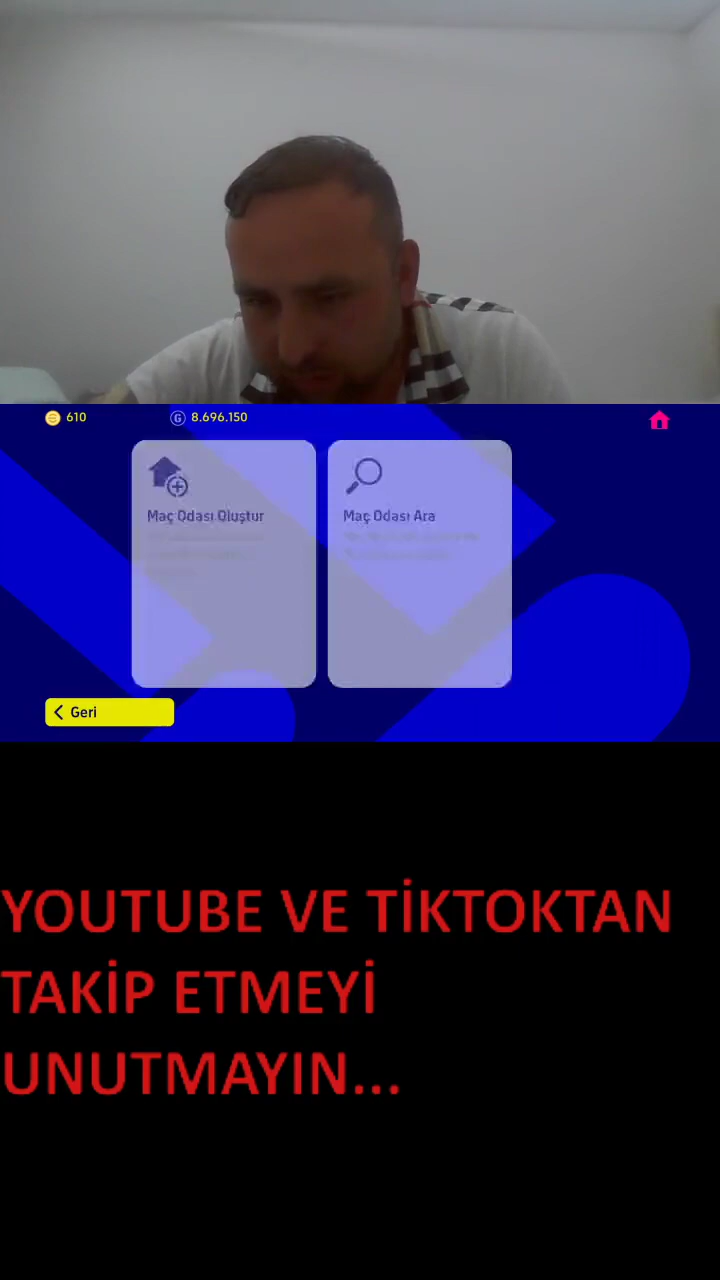 610
8.696.150
Maç Odası Oluştur
Maç Odası Ara
Geri
YOUTUBE VE TİKTOKTAN
TAKİP ETMEYİ
UNUTMAYIN...